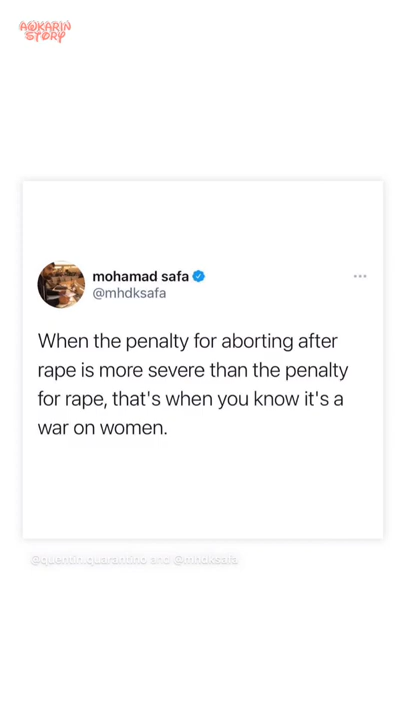 AWKARIN
STORY
mohamad safa
@mhdksafa
When the penalty for aborting after
rape is more severe than the penalty
for rape, that's when you know it's a
war on women.
@quentin.quarantino and @mhdksafa